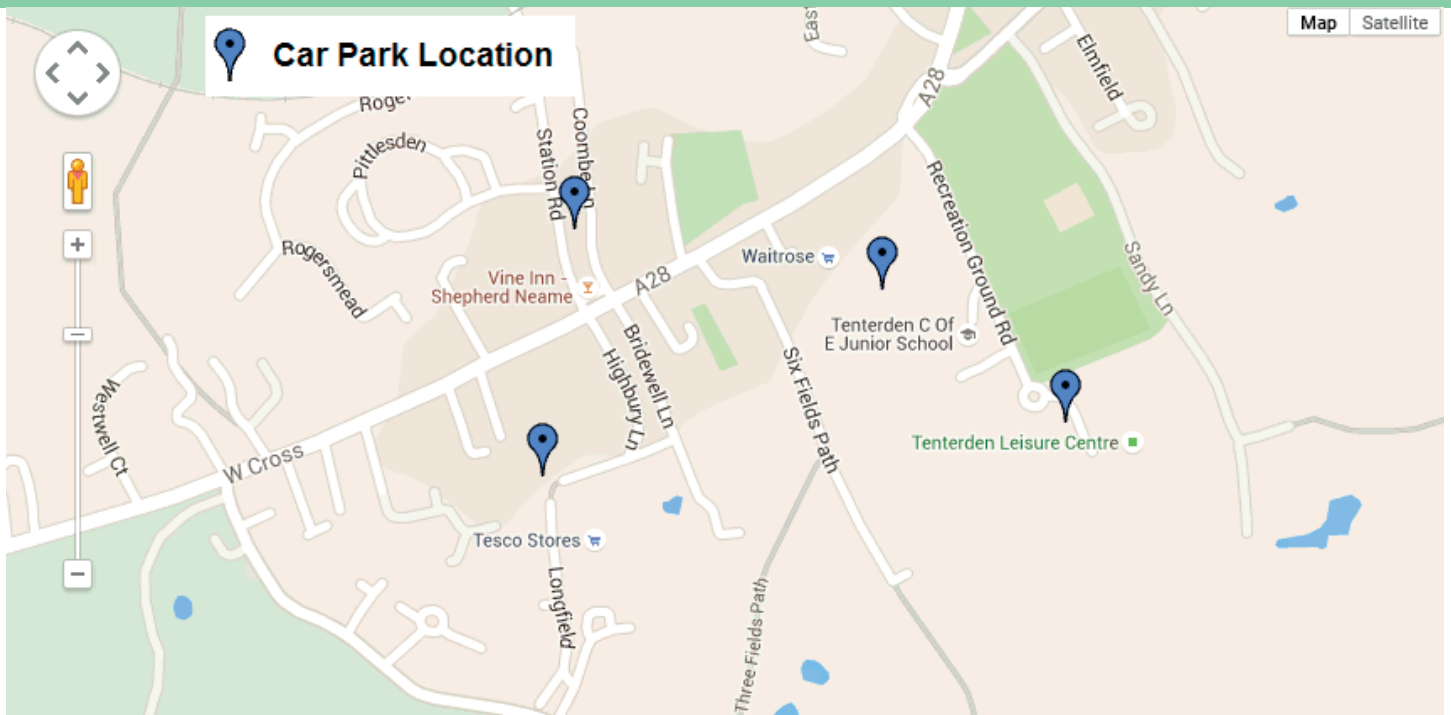 Car Park Location
Map
Satellite
Eas
Elmfield
A28
Roger
Coombe Ln
Station Rd
Pittlesden
Recreation Ground Rd
Sandy Ln
Rogersmead
Waitrose
Vine Inn -
Shepherd Neame
A28
Tenterden C Of
E Junior School
Bridewell Ln
Highbury Ln
Six Fields Path
Westwell Ct
W Cross
Tenterden Leisure Centre
Tesco Stores
Longfield
Three Fields Path